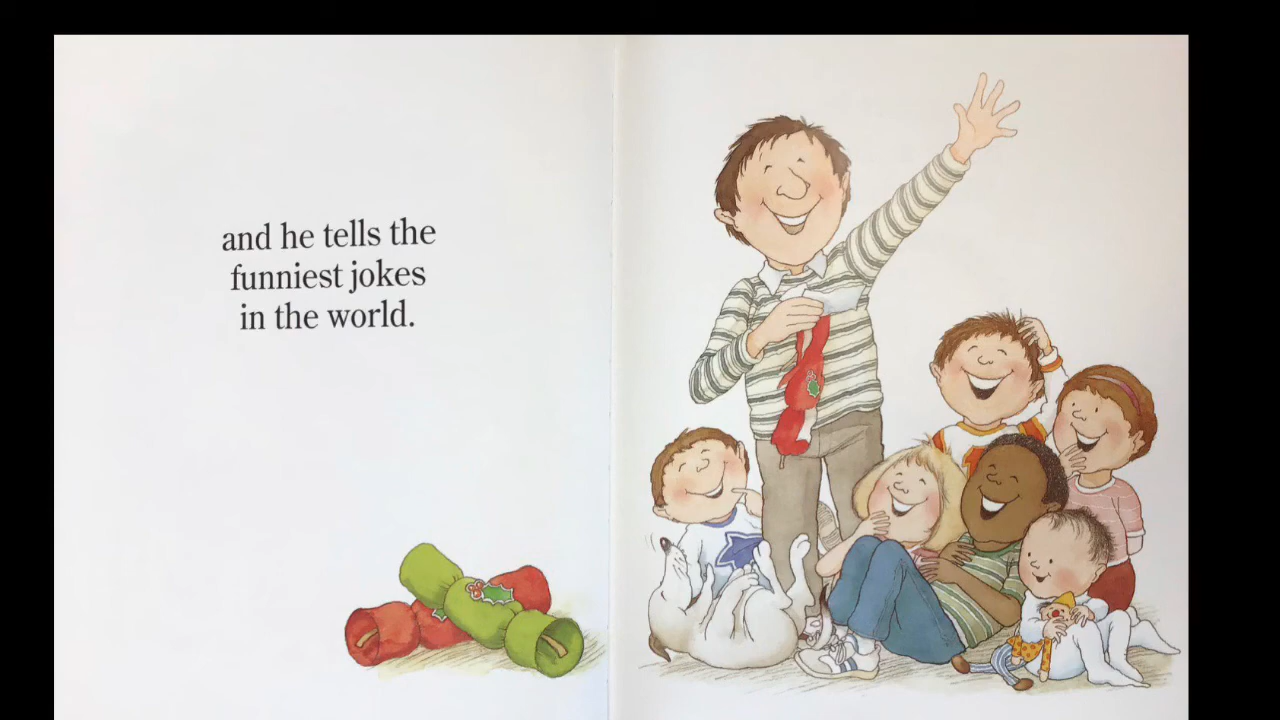 and he tells the
funniest jokes
in the world.